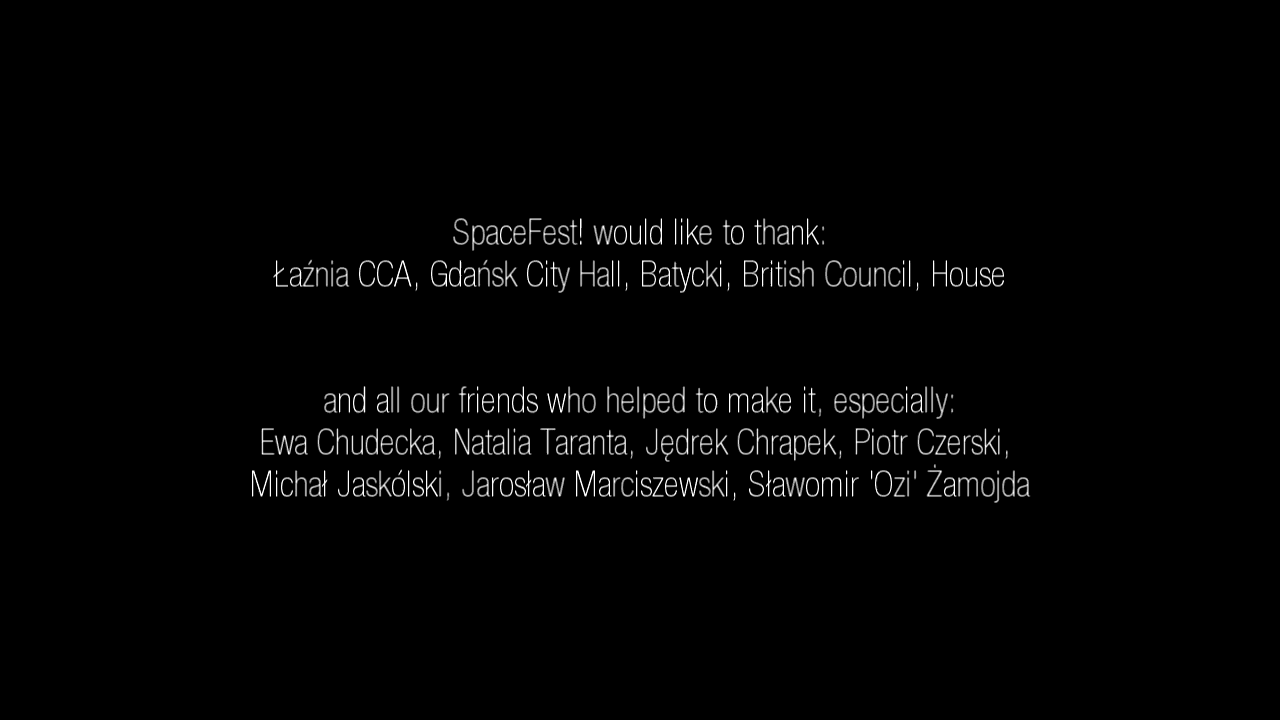 SpaceFest! would like to thank:
Łaźnia CCA, Gdańsk City Hall, Batycki, British Council, House
and all our friends who helped to make it, especially:
Ewa Chudecka, Natalia Taranta, Jędrek Chrapek, Piotr Czerski,
Michał Jaskólski, Jarosław Marciszewski, Sławomir 'Ozi' Żamojda